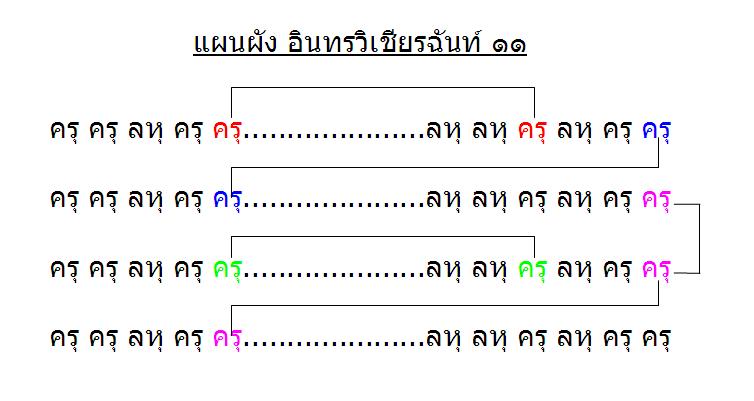 แผนผัง อินทรวิเชียรฉันท์ ๑๑
ครุ ครุ ลหุ ครุ ครุ.....................ลหุ ลหุ ครุ ลหุ ครุ ครุ
ครุ ครุ ลหุ ครุ ครุ.....................ลหุ ลหุ ครุ ลหุ ครุ ครุ
ครุ ครุ ลหุ ครุ ครุ.....................ลหุ ลหุ ครุ ลหุ ครุ ครุ
ครุ ครุ ลหุ ครุ ครุ.....................ลหุ ลหุ ครุ ลหุ ครุ ครุ